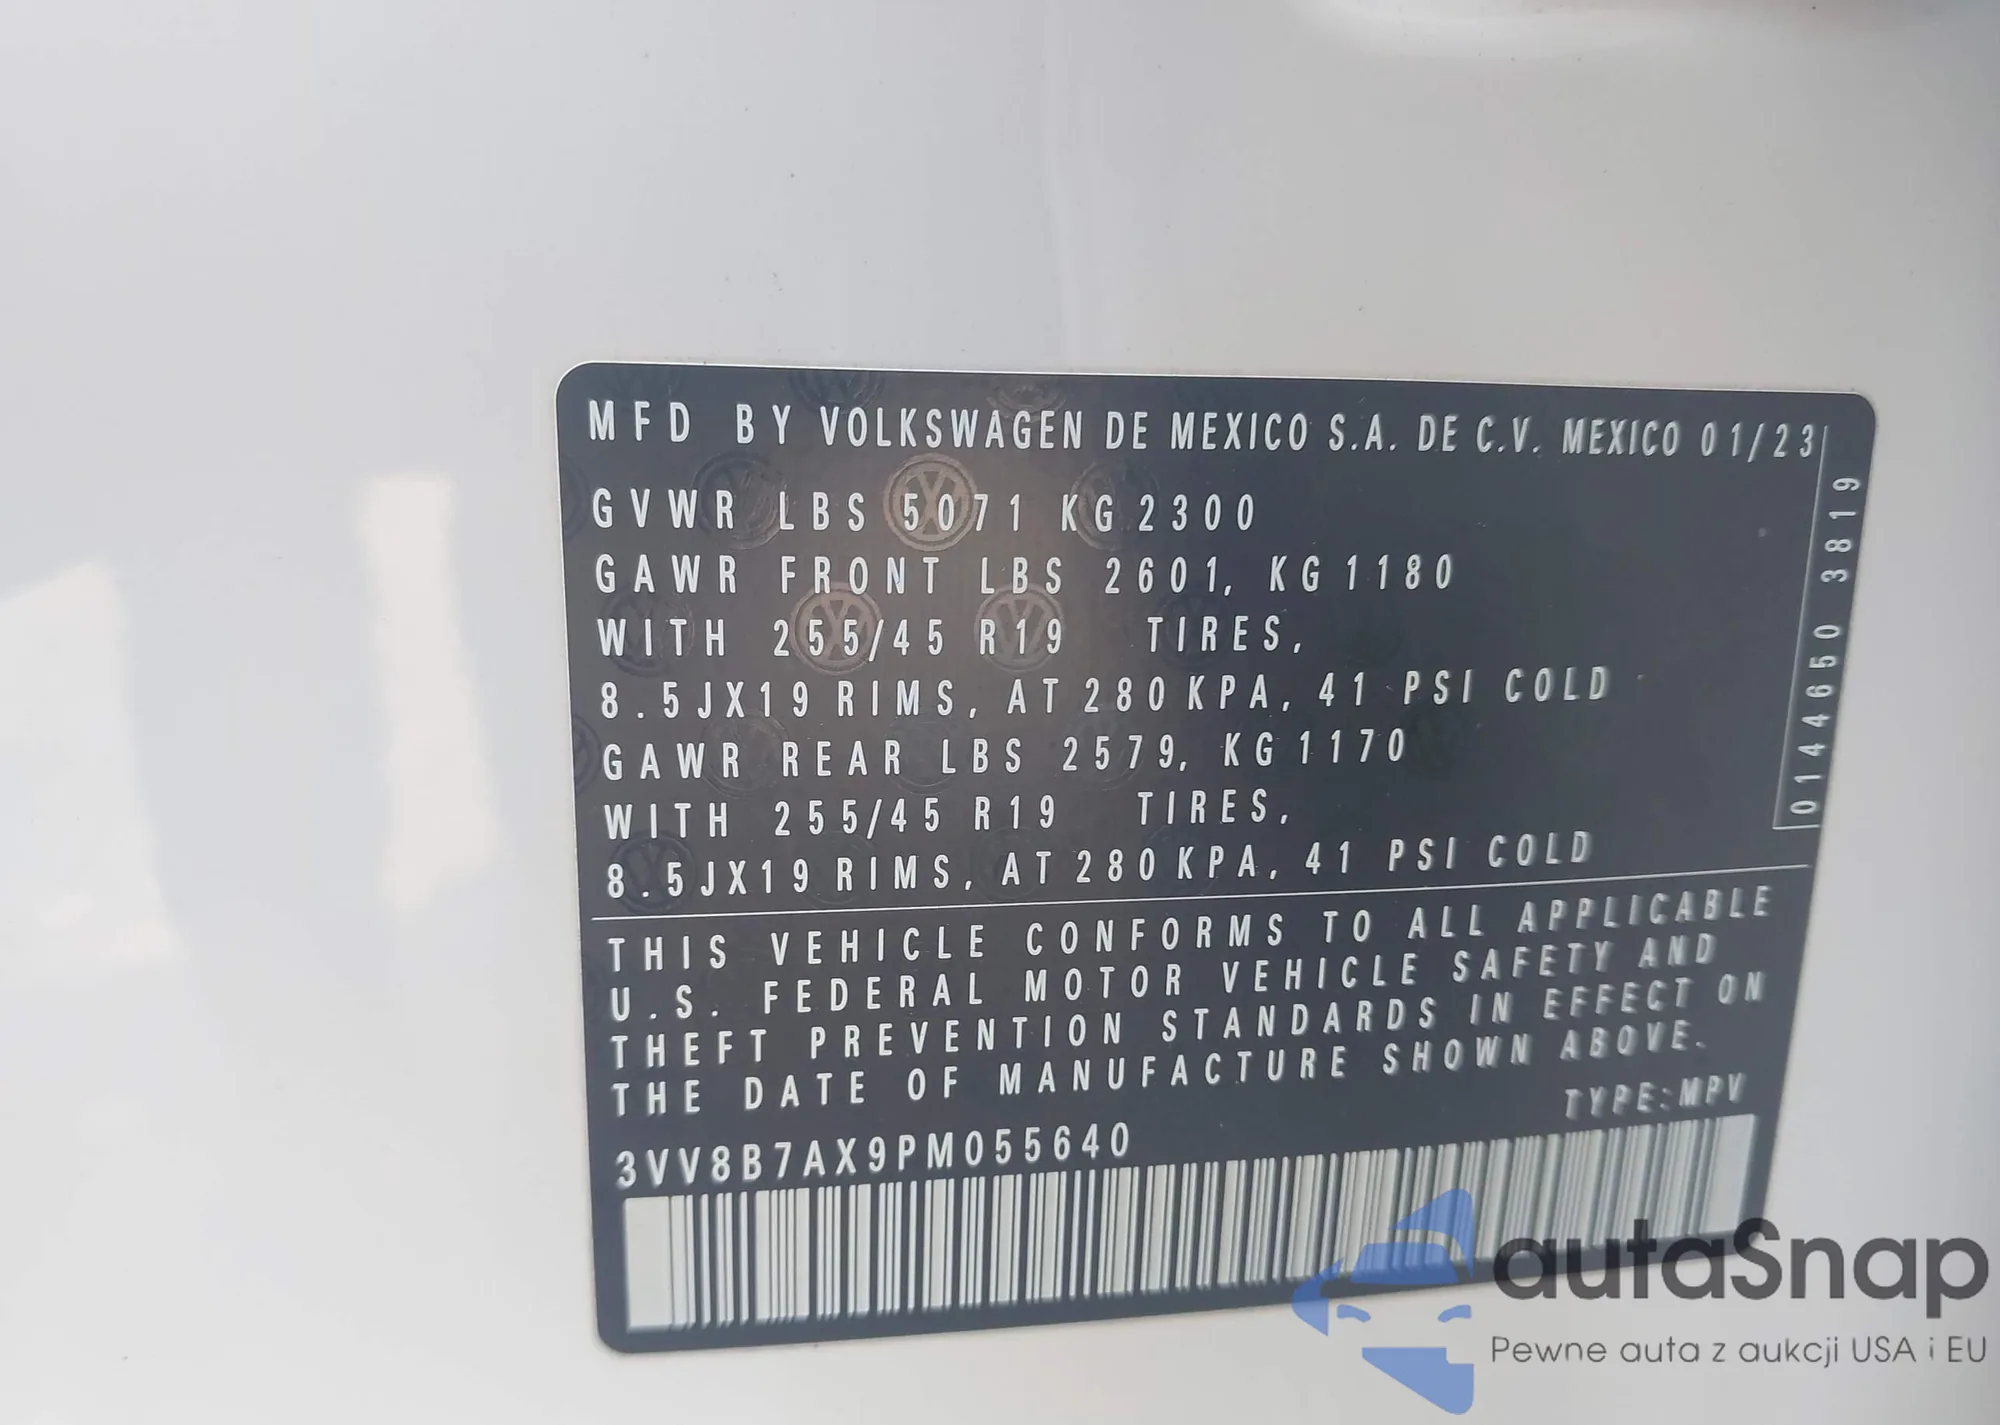 MFD BY VOLKSWAGEN DE MEXICO S.A. DE C.V. MEXICO 01/23
GVWR LBS 5071 KG 2300
GAWR FRONT LBS 2601, KG 1180
WITH 255/45 R19 TIRES,
8.5JX19 RIMS, AT 280 KPA, 41 PSI COLD
GAWR REAR LBS 2579, KG 1170
WITH 255/45 R19 TIRES,
8.5JX19 RIMS, AT 280 KPA, 41 PSI COLD
014650 3819
THIS VEHICLE CONFORMS TO ALL APPLICABLE
U.S. FEDERAL MOTOR VEHICLE SAFETY AND
THEFT PREVENTION STANDARDS IN EFFECT ON
THE DATE OF MANUFACTURE SHOWN ABOVE.
TYPE:MPV
3VV8B7AX9PM055640
autaSnap
Pewne auta z aukcji USA i EU